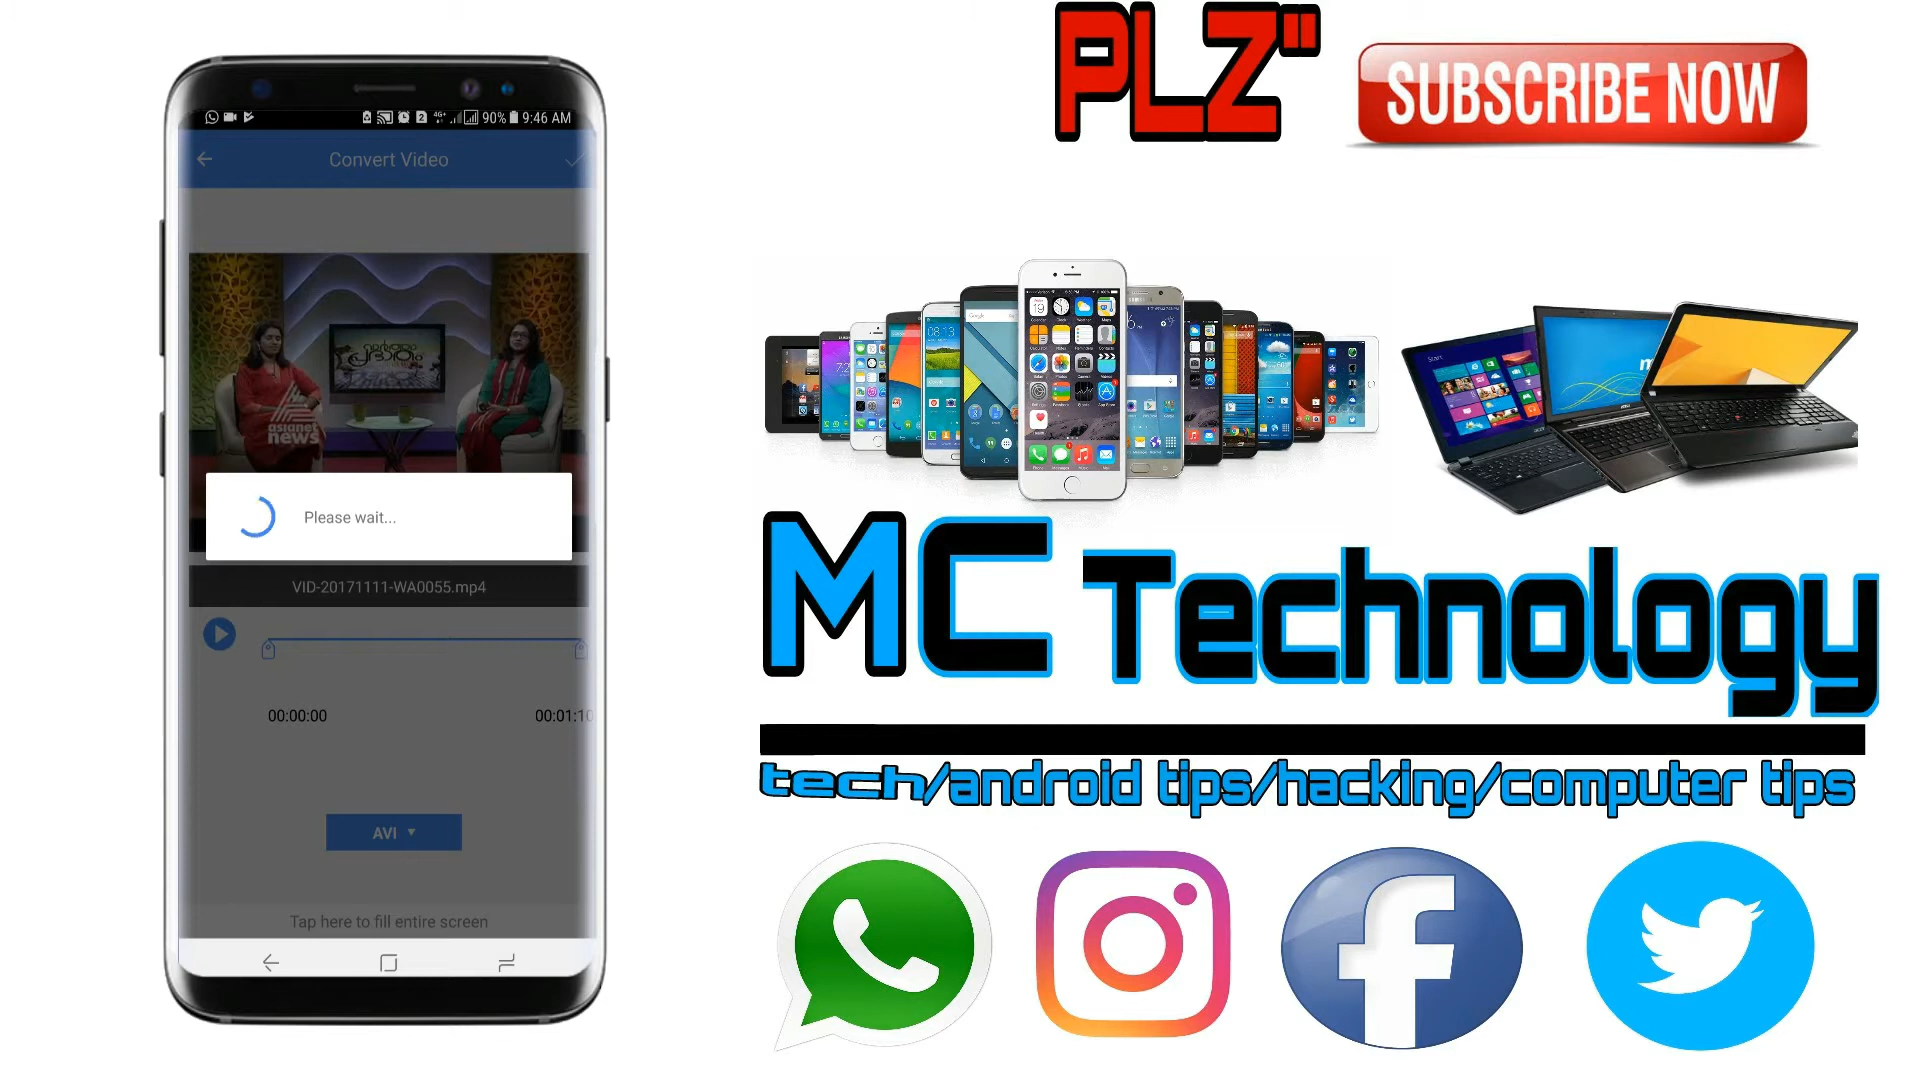 PLZ"
SUBSCRIBE NOW
90% 9:46 AM
Convert Video
വാർത്താ
പ്രഭാതം
asianet
news
Please wait...
VID-20171111-WA0055.mp4
00:00:00
00:01:10
AVI
Tap here to fill entire screen
MC Technology
tech/android tips/hacking/computer tips